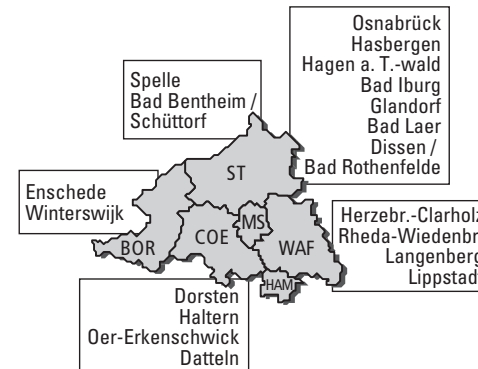 Osnabrück
Hasbergen
Hagen a. T.-wald
Bad Iburg
Glandorf
Bad Laer
Dissen /
Bad Rothenfelde
Spelle
Bad Bentheim /
Schüttorf
Enschede
Winterswijk
ST
MS
BOR
COE
WAF
HAM
Herzebr.-Clarholz
Rheda-Wiedenbr
Langenberg
Lippstadt
Dorsten
Haltern
Oer-Erkenschwick
Datteln